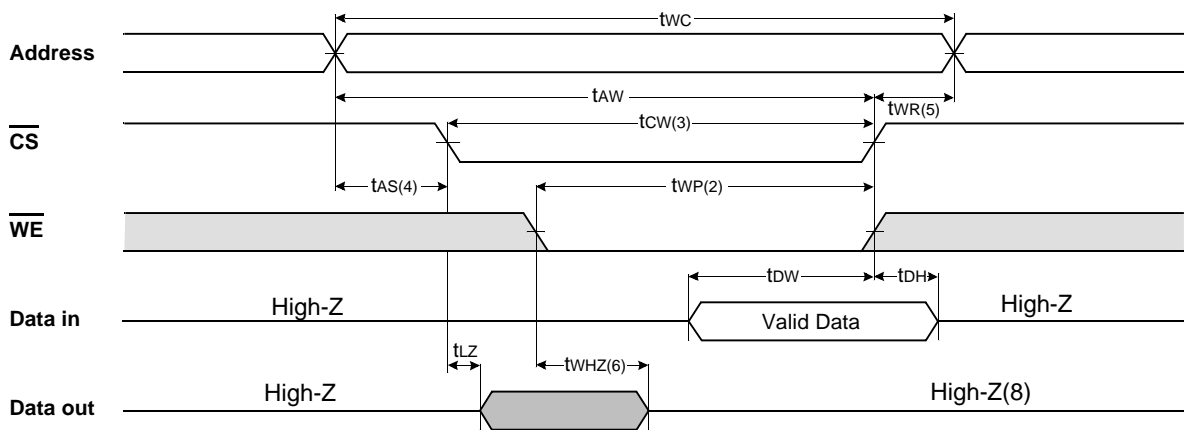 tWC
Address
tAW
tWR(5)
tCW(3)
CS
tAS(4)
tWP(2)
WE
tDW
tDH
High-Z
High-Z
Data in
Valid Data
tLZ
tWHZ(6)
High-Z
High-Z(8)
Data out